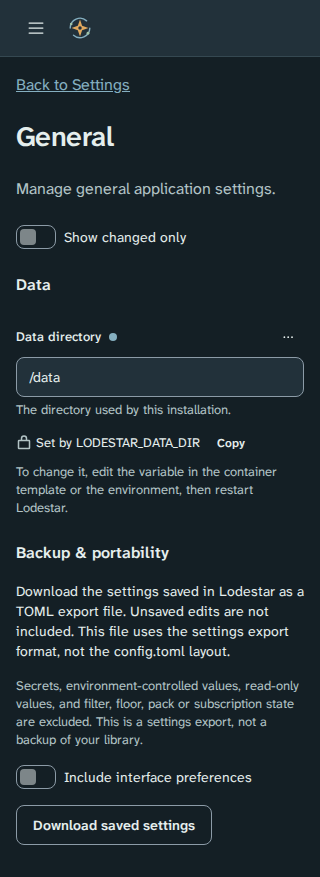 Back to Settings
General
Manage general application settings.
Show changed only
Data
Data directory
...
/data
The directory used by this installation.
Set by LODESTAR_DATA_DIR Copy
To change it, edit the variable in the container
template or the environment, then restart
Lodestar.
Backup & portability
Download the settings saved in Lodestar as a
TOML export file. Unsaved edits are not
included. This file uses the settings export
format, not the config.toml layout.
Secrets, environment-controlled values, read-only
values, and filter, floor, pack or subscription state
are excluded. This is a settings export, not a
backup of your library.
Include interface preferences
Download saved settings